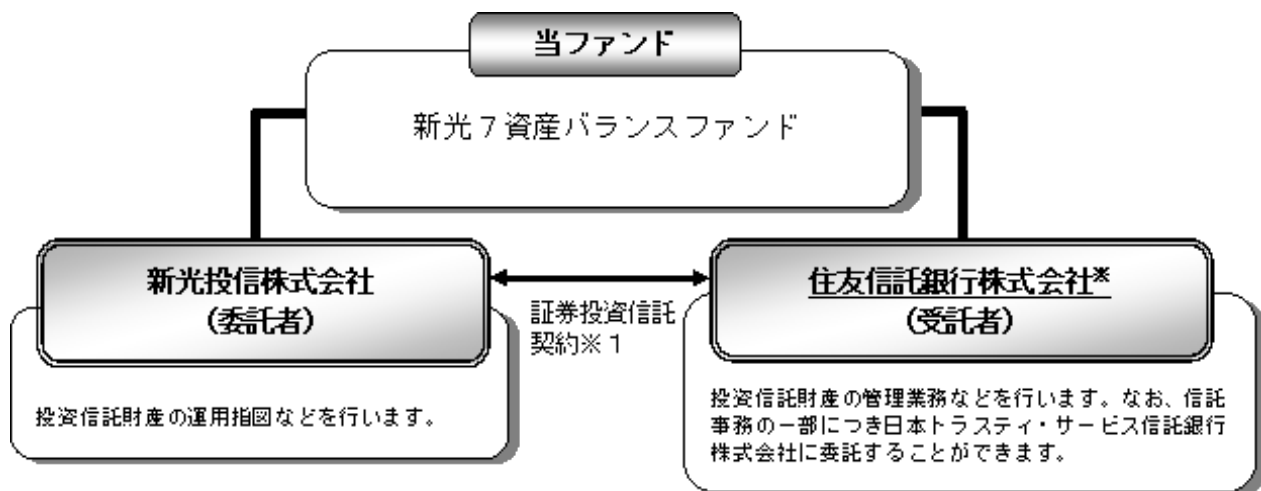 当ファンド
新光７資産バランスファンド
新光投信株式会社
（委託者）
投資信託財産の運用指図などを行います。
証券投資信託
契約※１
住友信託銀行株式会社※
（受託者）
投資信託財産の管理業務などを行います。なお、信託
事務の一部につき日本トラスティ・サービス信託銀行
株式会社に委託することができます。